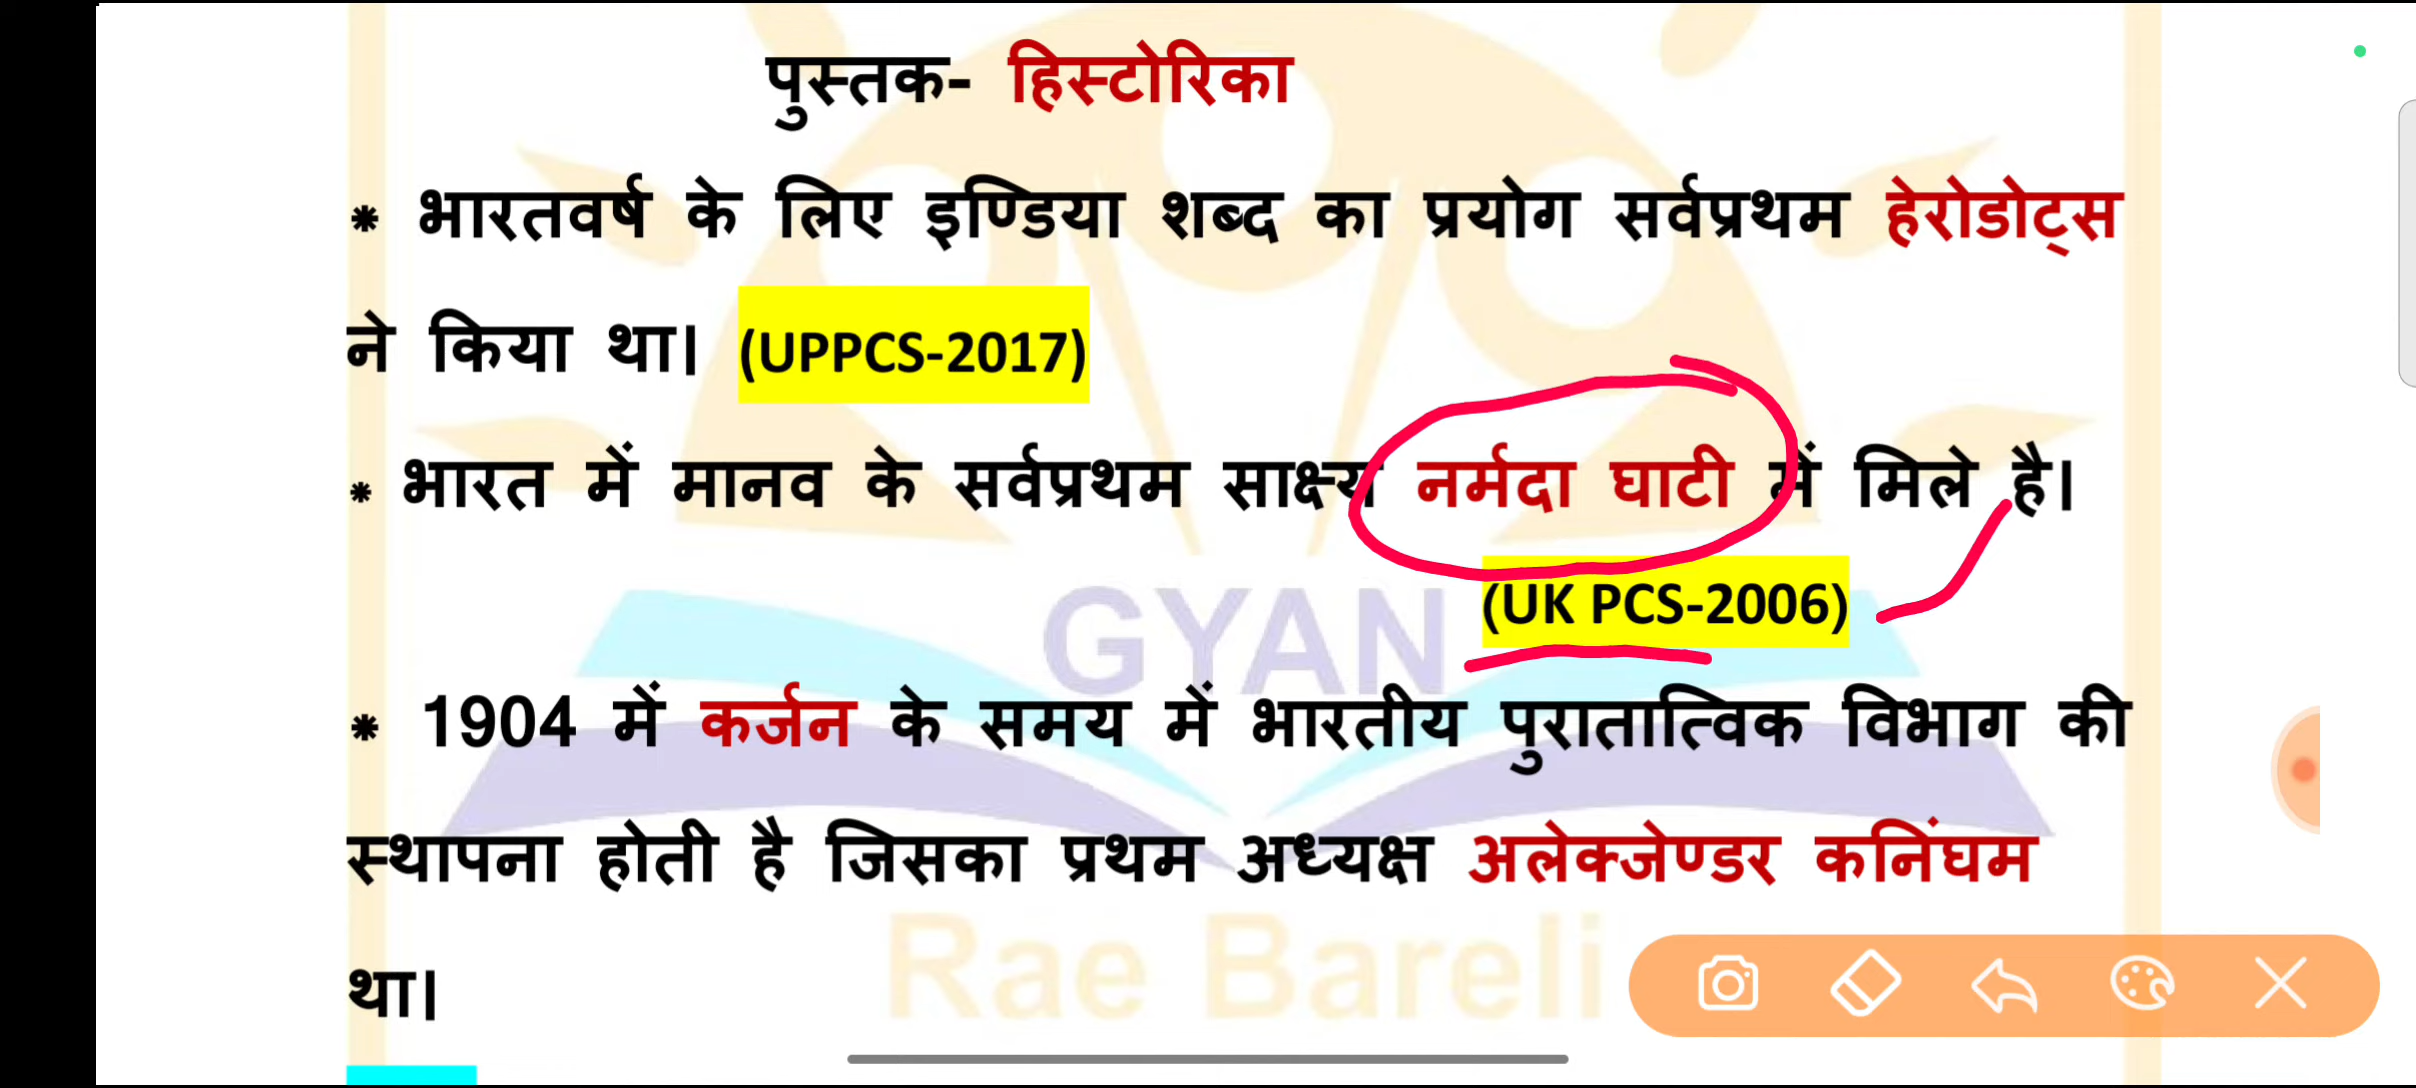 पुस्तक- हिस्टोरिका
* भारतवर्ष के लिए इण्डिया शब्द का प्रयोग सर्वप्रथम हेरोडोट्स
ने किया था। (UPPCS-2017)
* भारत में मानव के सर्वप्रथम साक्ष्य नर्मदा घाटी में मिले है।
(UK PCS-2006)
GYAN
* 1904 में कर्जन के समय में भारतीय पुरातात्विक विभाग की
स्थापना होती है जिसका प्रथम अध्यक्ष अलेक्जेण्डर कनिंघम
Rae Bareli
था।